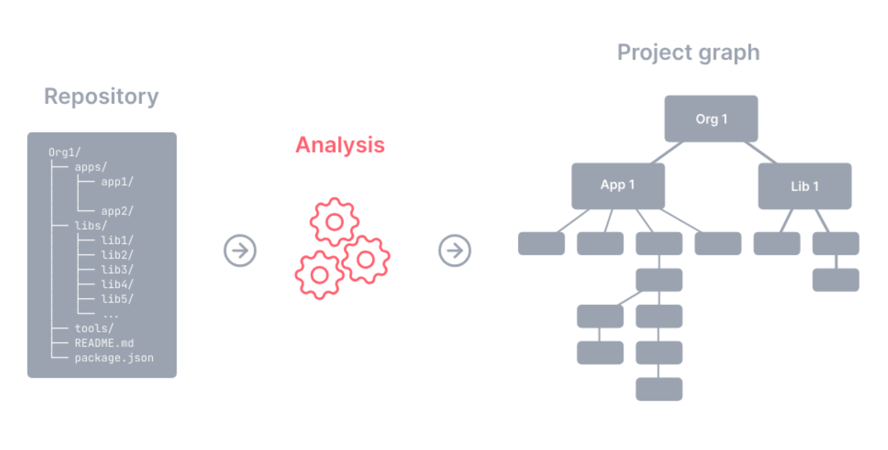 Repository
Org1/
├── apps/
│   ├── app1/
│   │
│   └── app2/
├── libs/
│   ├── lib1/
│   ├── lib2/
│   ├── lib3/
│   ├── lib4/
│   ├── lib5/
│   └── ...
├── tools/
├── README.md
└── package.json
Analysis
Project graph
Org 1
App 1
Lib 1